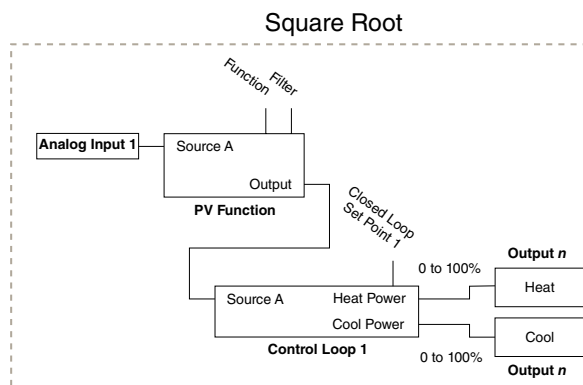 Square Root
Function
Filter
Analog Input 1
Source A
Output
PV Function
Closed Loop
Set Point 1
Output n
0 to 100%
Source A
Heat Power
Heat
Cool Power
Cool
Control Loop 1
0 to 100%
Output n